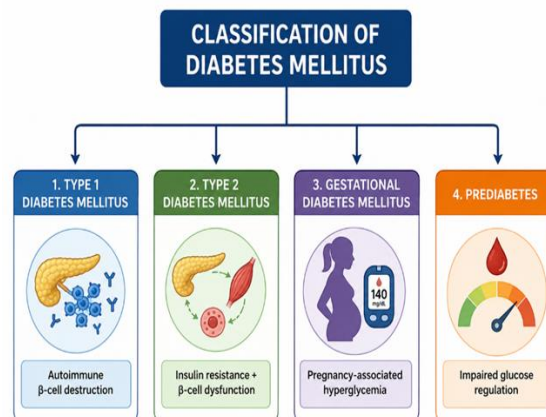 CLASSIFICATION OF
DIABETES MELLITUS
1. TYPE 1
DIABETES MELLITUS
Autoimmune
β-cell destruction
2. TYPE 2
DIABETES MELLITUS
Insulin resistance +
β-cell dysfunction
3. GESTATIONAL
DIABETES MELLITUS
140
mg/dL
Pregnancy-associated
hyperglycemia
4. PREDIABETES
Impaired glucose
regulation